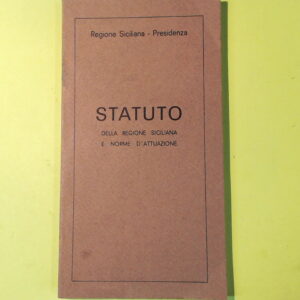 Regione Siciliana - Presidenza
STATUTO
DELLA REGIONE SICILIANA
E NORME D'ATTUAZIONE